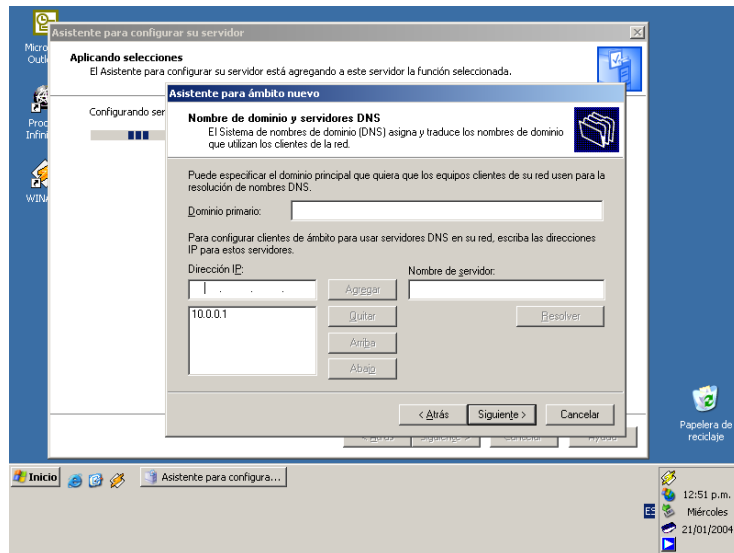 Asistente para configurar su servidor
Aplicando selecciones
El Asistente para configurar su servidor está agregando a este servidor la función seleccionada.
Configurando ser
Asistente para ámbito nuevo
Nombre de dominio y servidores DNS
El Sistema de nombres de dominio (DNS) asigna y traduce los nombres de dominio
que utilizan los clientes de la red.
Puede especificar el dominio principal que quiera que los equipos clientes de su red usen para la
resolución de nombres DNS.
Dominio primario:
Para configurar clientes de ámbito para usar servidores DNS en su red, escriba las direcciones
IP para estos servidores.
Dirección IP:
Nombre de servidor:
Agregar
10.0.0.1
Quitar
Resolver
Arriba
Abajo
< Atrás
Siguiente >
Cancelar
Micro
Outl
Proc
Infini
WINA
Papelera de
reciclaje
Inicio
Asistente para configura...
ES
12:51 p.m.
Miércoles
21/01/2004